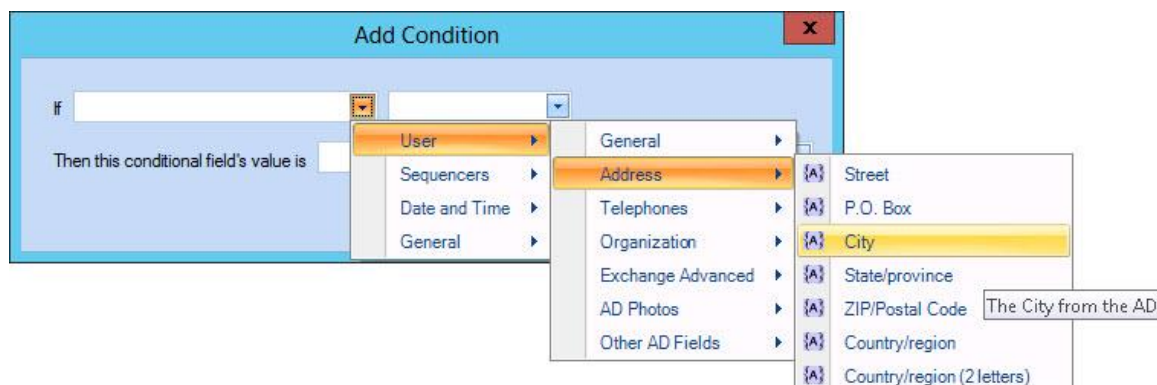 Add Condition
x
If
Then this conditional field's value is
User
Sequencers
Date and Time
General
General
Address
Telephones
Organization
Exchange Advanced
AD Photos
Other AD Fields
{A} Street
{A} P.O. Box
{A} City
{A} State/province
{A} ZIP/Postal Code
The City from the AD
{A} Country/region
{A} Country/region (2 letters)